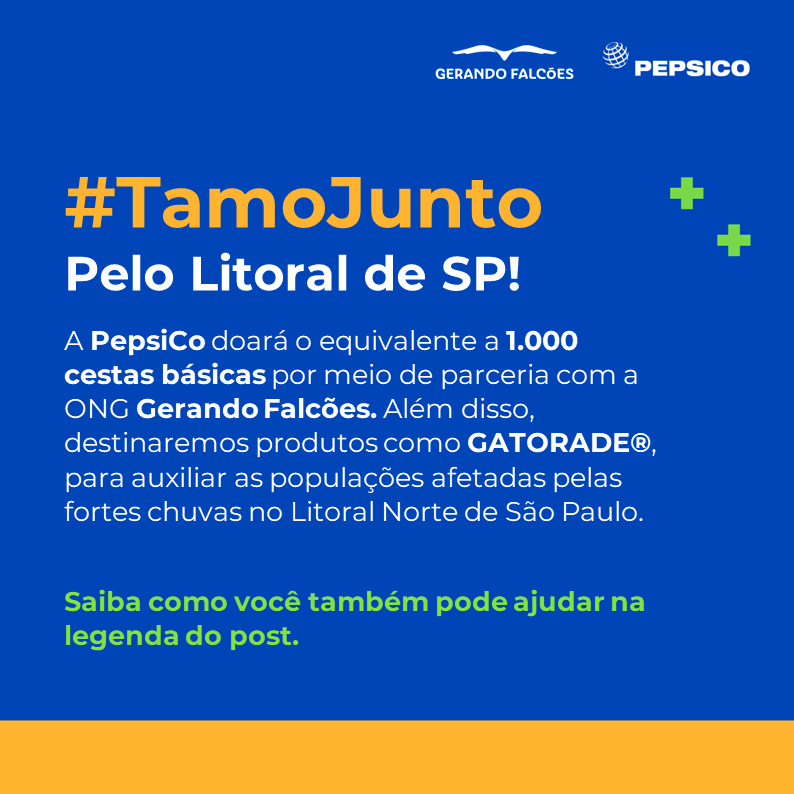 GERANDO FALCÕES
PEPSICO
#TamoJunto
Pelo Litoral de SP!
A PepsiCo doará o equivalente a 1.000
cestas básicas por meio de parceria com a
ONG Gerando Falcões. Além disso,
destinaremos produtos como GATORADE®,
para auxiliar as populações afetadas pelas
fortes chuvas no Litoral Norte de São Paulo.
Saiba como você também pode ajudar na
legenda do post.